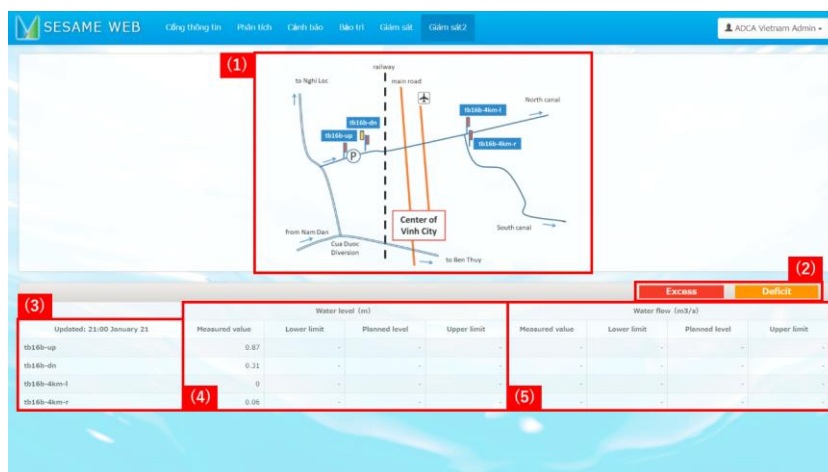 SESAME WEB
Cổng thông tin Phân tích Cảnh báo Bảo trì Giám sát Giám sát2
ADCA Vietnam Admin
(1)
railway
to Nghi Loc
main road
North canal
tb16b-4km-l
tb16b-dn
tb16b-up
tb16b-4km-r
P
Center of
Vinh City
South canal
from Nam Dan
Cua Duoc
Diversion
to Ben Thuy
(2)
Excess Deficit
(3)
Water level (m) Water flow (m3/s)
Updated: 21:00 January 21 Measured value Lower limit Planned level Upper limit Measured value Lower limit Planned level Upper limit
tb16b-up 0.87 - - - - - - -
tb16b-dn 0.31 - - - - - - -
tb16b-4km-l 0 - - - - - - -
tb16b-4km-r 0.06 - - - - - - -
(4) (5)